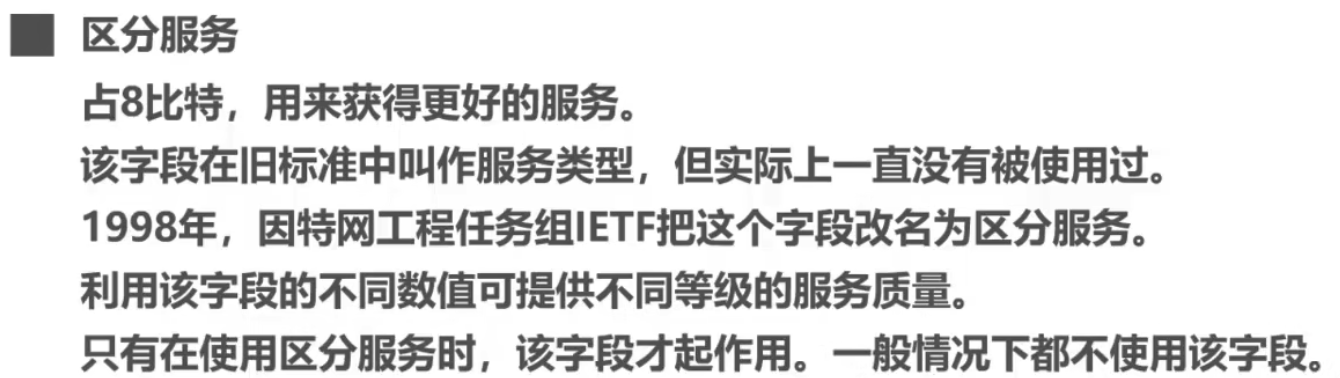 区分服务
占8比特，用来获得更好的服务。
该字段在旧标准中叫作服务类型，但实际上一直没有被使用过。
1998年，因特网工程任务组IETF把这个字段改名为区分服务。
利用该字段的不同数值可提供不同等级的服务质量。
只有在使用区分服务时，该字段才起作用。一般情况下都不使用该字段。